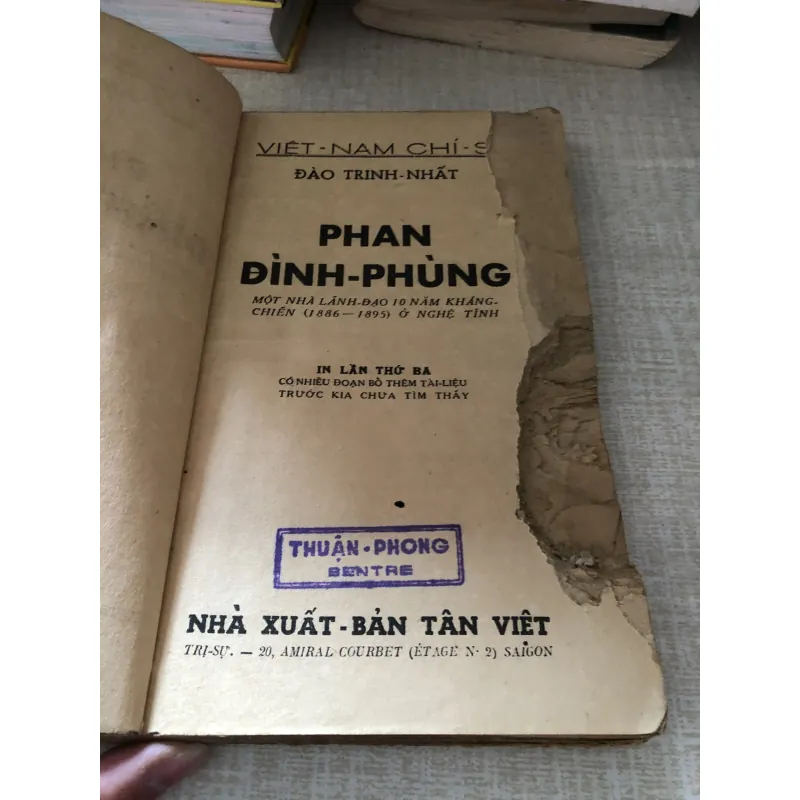 VIỆT-NAM CHÍ-S
ĐÀO TRINH-NHẤT
PHAN
ĐÌNH-PHÙNG
MỘT NHÀ LÃNH-ĐẠO 10 NĂM KHÁNG-
CHIẾN (1886—1895) Ở NGHỆ TĨNH
IN LẦN THỨ BA
CÓ NHIỀU ĐOẠN BỔ THÊM TÀI-LIỆU
TRƯỚC KIA CHƯA TÌM THẤY
THUẬN·PHONG
BENTRE
NHÀ XUẤT-BẢN TÂN VIỆT
TRỊ-SỰ. — 20, AMIRAL COURBET (ÉTAGE N· 2) SAIGON